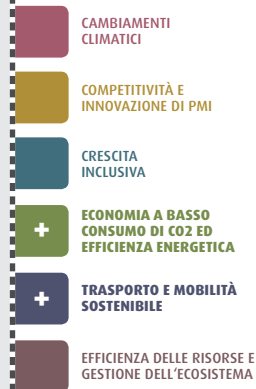 CAMBIAMENTI
CLIMATICI
COMPETITIVITÀ E
INNOVAZIONE DI PMI
CRESCITA
INCLUSIVA
+
ECONOMIA A BASSO
CONSUMO DI CO2 ED
EFFICIENZA ENERGETICA
+
TRASPORTO E MOBILITÀ
SOSTENIBILE
EFFICIENZA DELLE RISORSE E
GESTIONE DELL'ECOSISTEMA